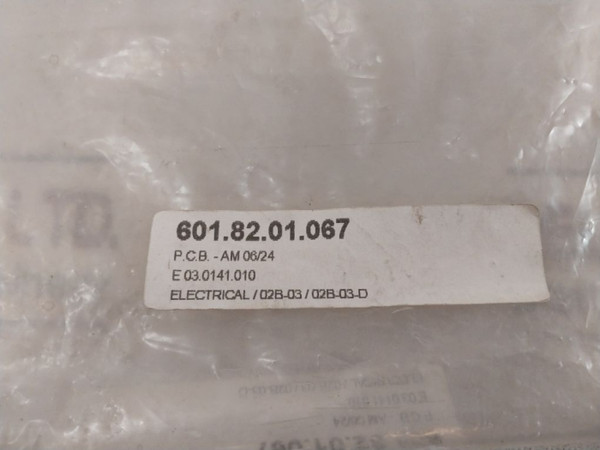 601.82.01.067
P.C.B. - AM 06/24
E 03.0141.010
ELECTRICAL / 02B-03 / 02B-03-D